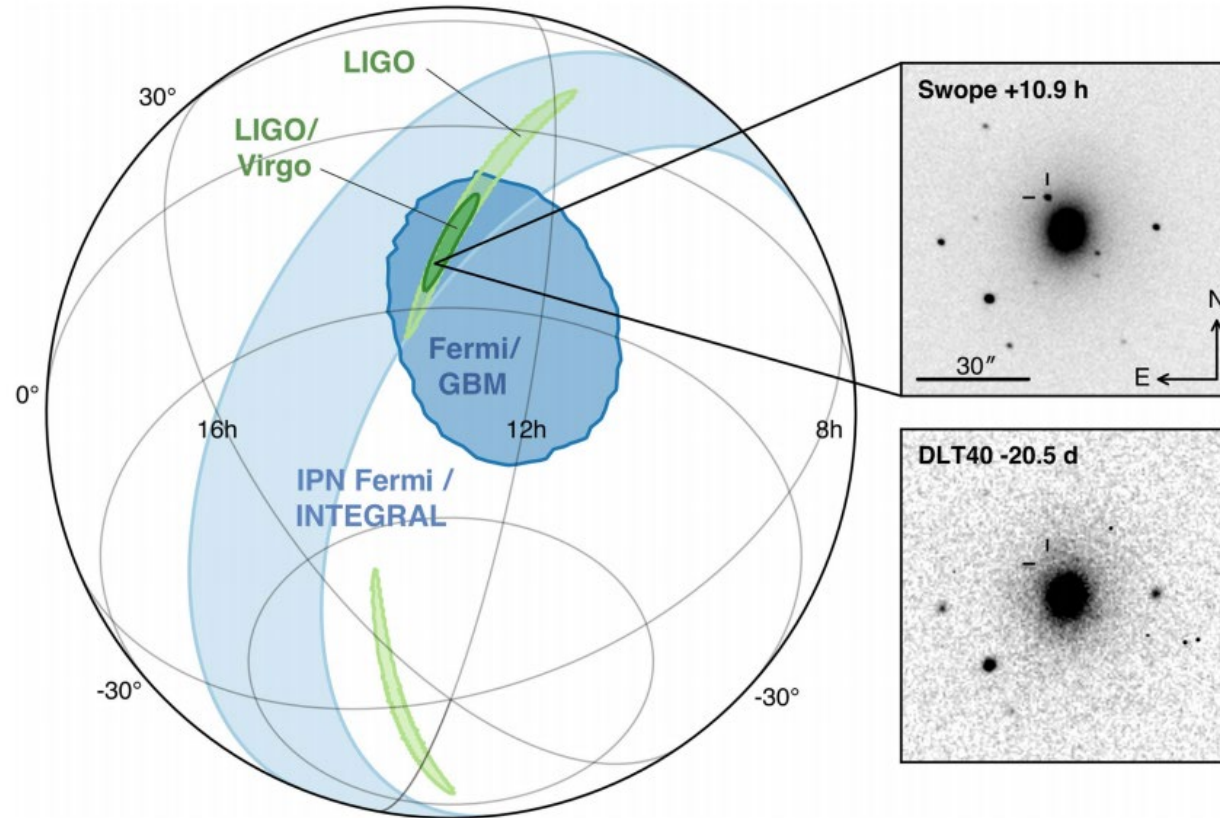 LIGO
LIGO/
Virgo
30°
0°
-30°
-30°
16h
12h
8h
Fermi/
GBM
IPN Fermi /
INTEGRAL
Swope +10.9 h
30″
N
E
DLT40 -20.5 d